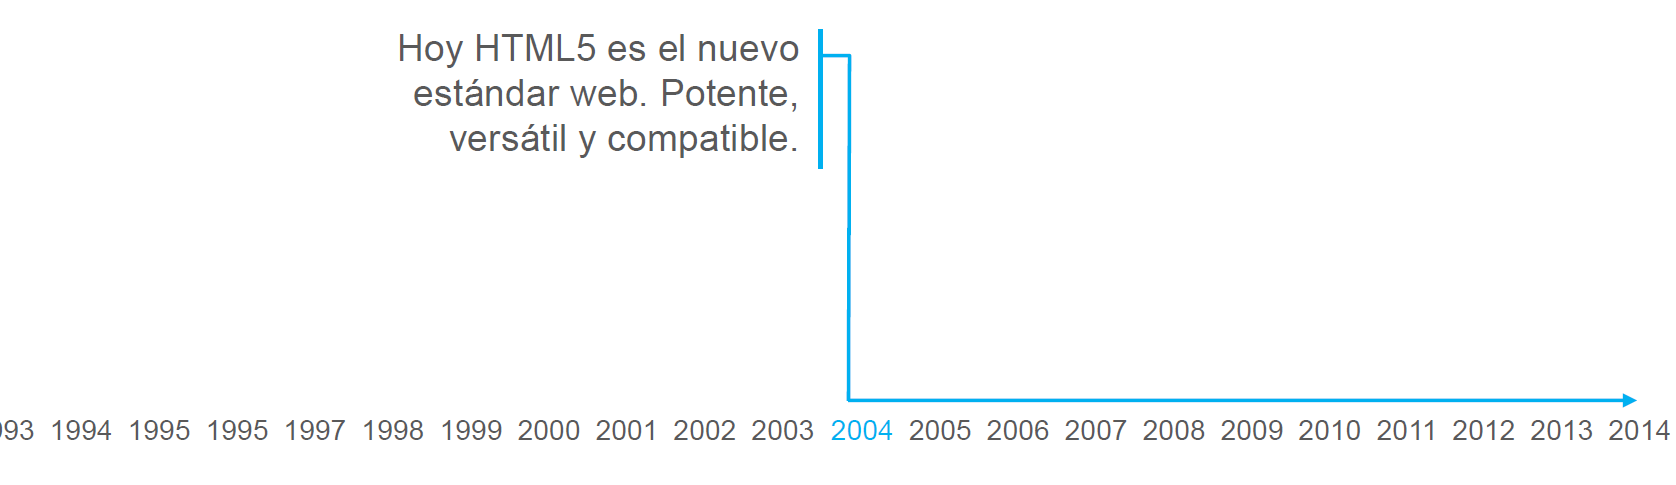 Hoy HTML5 es el nuevo
estándar web. Potente,
versátil y compatible.
993 1994 1995 1995 1997 1998 1999 2000 2001 2002 2003 2004 2005 2006 2007 2008 2009 2010 2011 2012 2013 2014